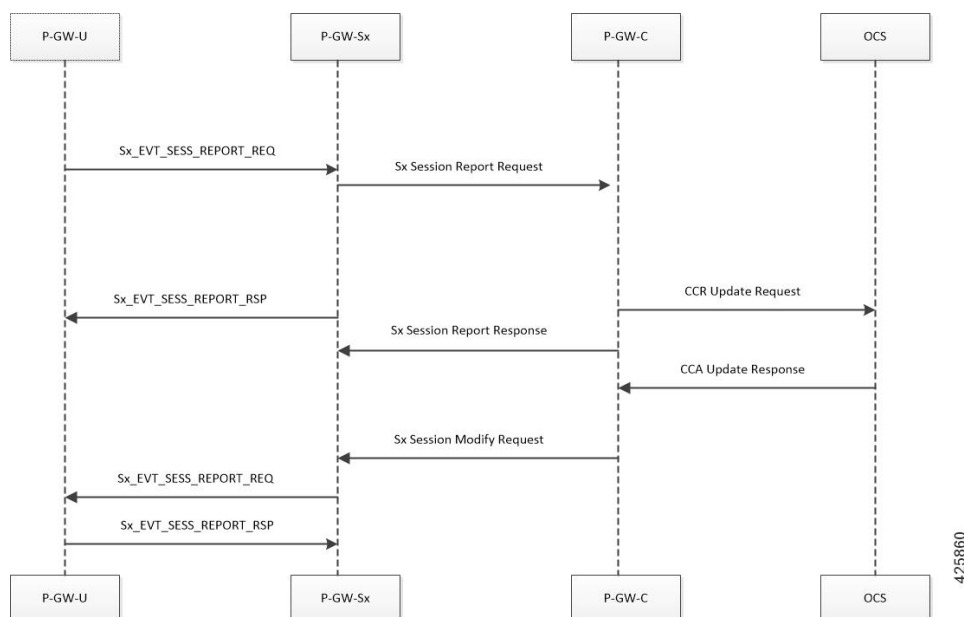 P-GW-U
P-GW-Sx
P-GW-C
OCS
Sx_EVT_SESS_REPORT_REQ
Sx Session Report Request
Sx_EVT_SESS_REPORT_RSP
CCR Update Request
Sx Session Report Response
CCA Update Response
Sx Session Modify Request
Sx_EVT_SESS_REPORT_REQ
Sx_EVT_SESS_REPORT_RSP
P-GW-U
P-GW-Sx
P-GW-C
OCS
425860